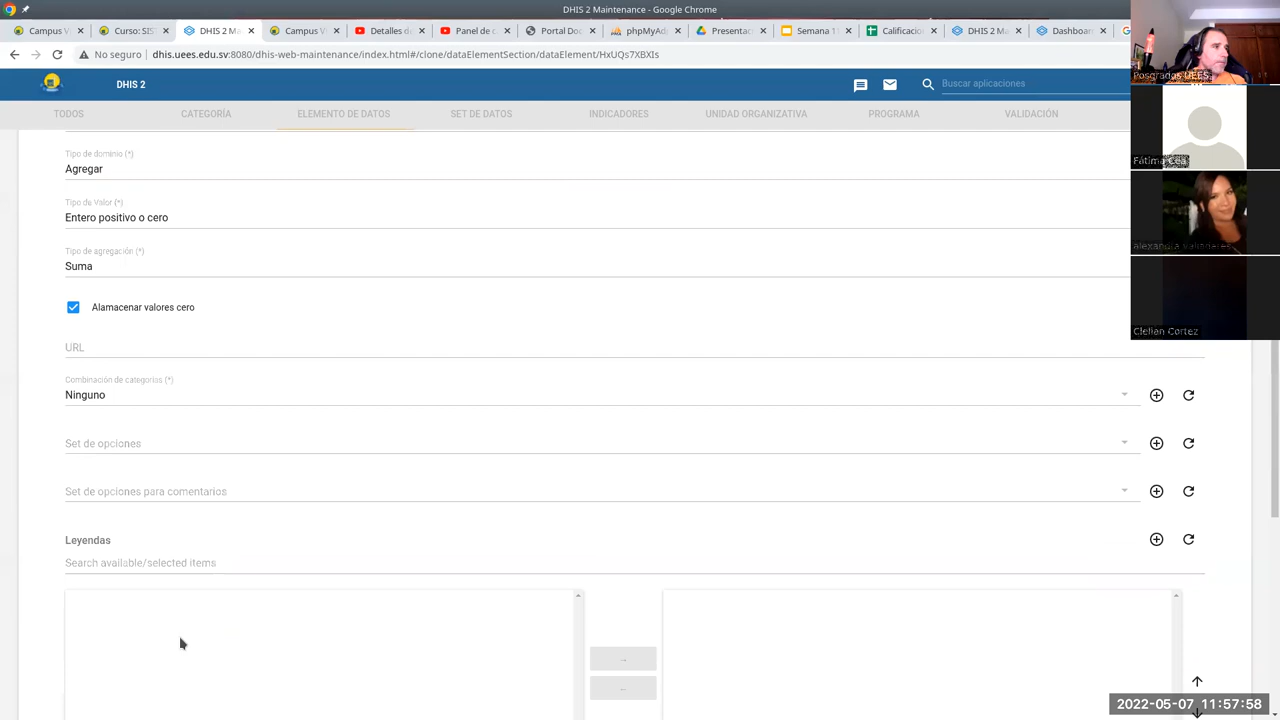 DHIS 2 Maintenance - Google Chrome
Campus V
Curso: SIS
DHIS 2 M
Campus V
Detalles d
Panel de c
Portal Do
phpMyAd
Presentac
Semana 1
Calificacio
DHIS 2 M
Dashboar
No seguro
dhis.uees.edu.sv:8080/dhis-web-maintenance/index.html#/clone/dataElementSection/dataElement/HxUQs7XBXIs
DHIS 2
Buscar aplicaciones
TODOS
CATEGORÍA
ELEMENTO DE DATOS
SET DE DATOS
INDICADORES
UNIDAD ORGANIZATIVA
PROGRAMA
VALIDACIÓN
Posgrados UEES
Fátima Cea
Clelian Cortez
Tipo de dominio (*)
Agregar
Tipo de Valor (*)
Entero positivo o cero
Tipo de agregación (*)
Suma
Alamacenar valores cero
URL
Combinación de categorías (*)
Ninguno
Set de opciones
Set de opciones para comentarios
Leyendas
Search available/selected items
→
←
2022-05-07 11:57:58